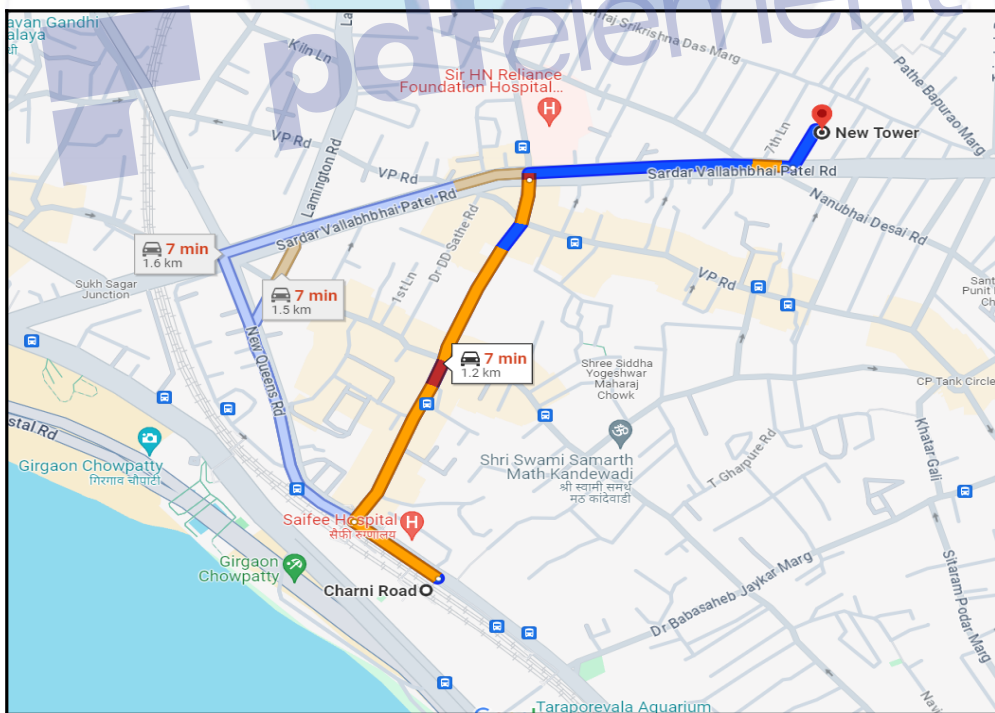 avan Gandhi
alaya
pdfelement
raj Srikrishna Das Marg
Kiln Ln
Pathe Bapurao Marg
Sir HN Reliance
Foundation Hospital...
H
7th Ln
New Tower
VP Rd
Lamington Rd
VP Rd
Sardar Vallabhbhai Patel Rd
Sardar Vallabhbhai Patel Rd
Nanubhai Desai Rd
Dr DD Sathe Rd
7 min
1.6 km
Sukh Sagar
Junction
7 min
1.5 km
1st Ln
VP Rd
Sant
Punit
Ch
New Queens Rd
7 min
1.2 km
Shree Siddha
Yogeshwar
Maharaj
Chowk
CP Tank Circle
stal Rd
Girgaon Chowpatty
गिरगाव चौपाटी
Shri Swami Samarth
Math Kandewadi
श्री स्वामी समर्थ
मठ कांदेवाडी
T. Gharpure Rd
Khatar Gali
Saifee Hospital
सैफी रुग्णालय
H
Girgaon
Chowpatty
Charni Road
Dr Babasaheb Jaykar Marg
Sitaram Podar Marg
Taraporevala Aquarium